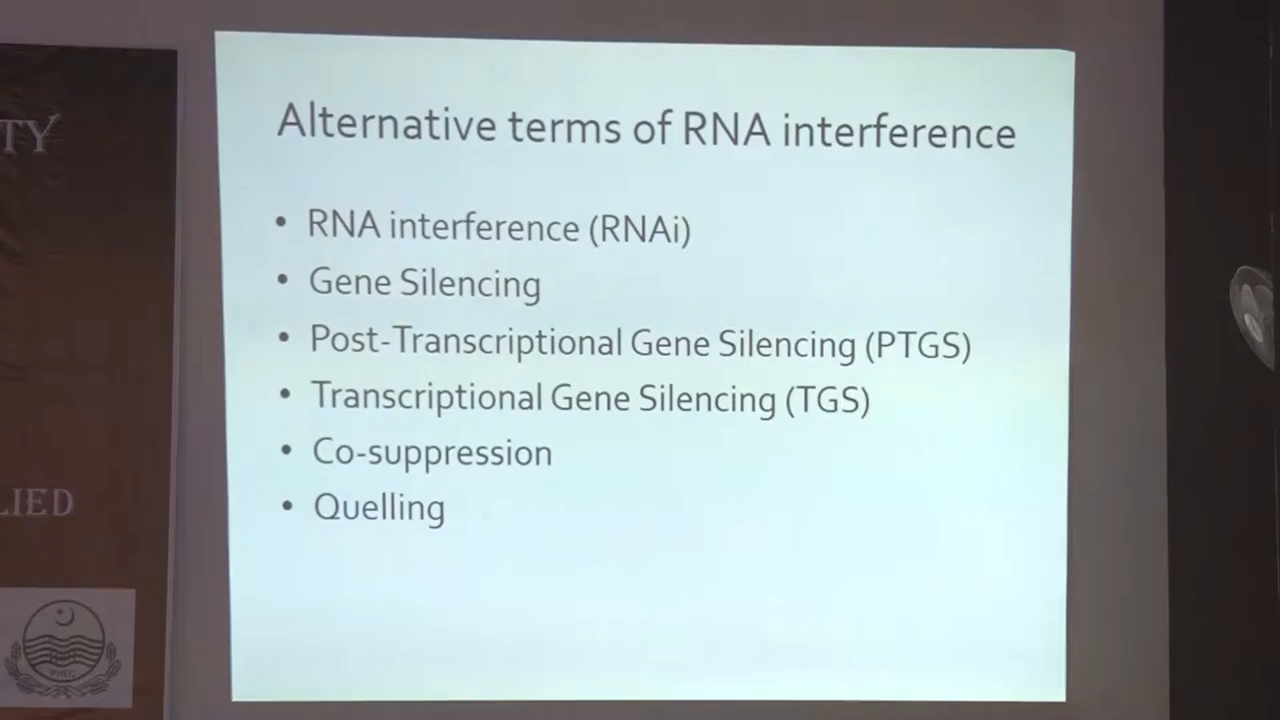 TY
LIED
PHEC
Alternative terms of RNA interference
• RNA interference (RNAi)
• Gene Silencing
• Post-Transcriptional Gene Silencing (PTGS)
• Transcriptional Gene Silencing (TGS)
• Co-suppression
• Quelling